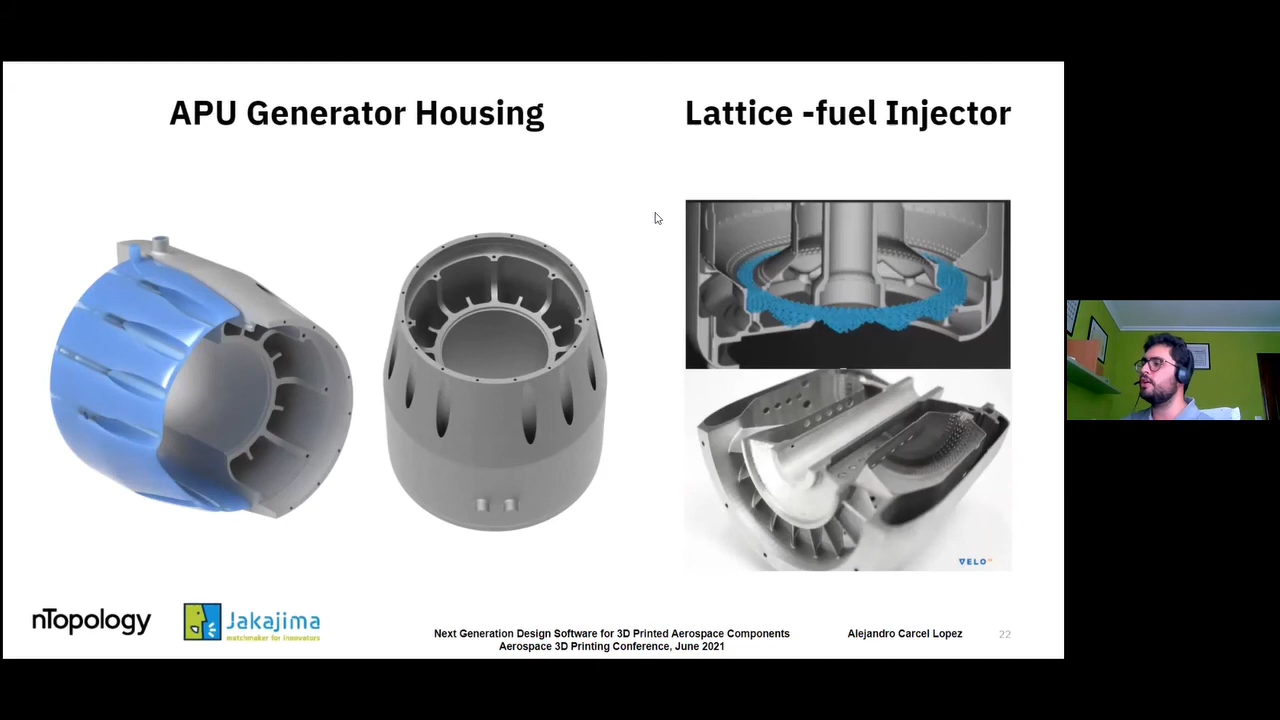 APU Generator Housing
Lattice -fuel Injector
VELO
nTopology
Jakajima
matchmaker for innovators
Next Generation Design Software for 3D Printed Aerospace Components
Aerospace 3D Printing Conference, June 2021
Alejandro Carcel Lopez
22